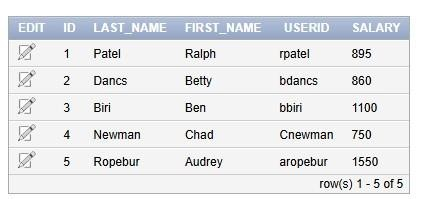 EDIT ID LAST_NAME FIRST_NAME USERID SALARY
1 Patel Ralph rpatel 895
2 Dancs Betty bdancs 860
3 Biri Ben bbiri 1100
4 Newman Chad Cnewman 750
5 Ropebur Audrey aropebur 1550
row(s) 1 - 5 of 5